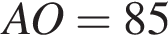 AO = 85